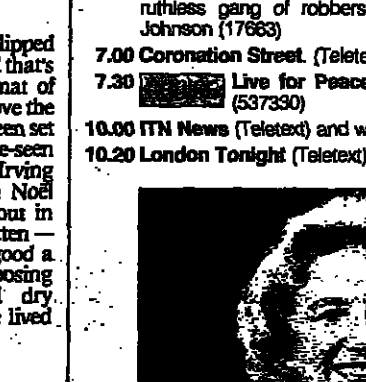 lipped
that's
mat of
ve the
en set
e-seen
Irving
Noël
out in
tten —
good a
posing
dry
lived
ruthless gang of robbers
Johnson (17663)
7.00 Coronation Street. (Telete
7.30 Live for Peace
(537330)
10.00 ITN News (Teletext) and w
10.20 London Tonight (Teletext)